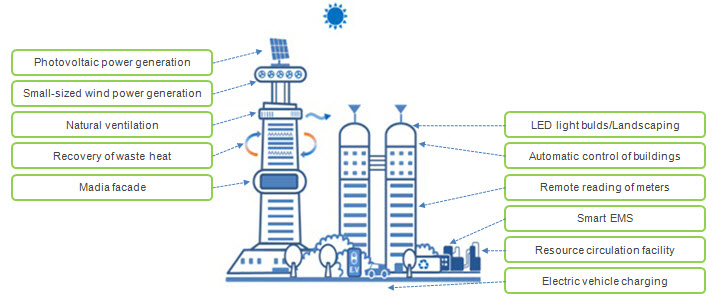 Photovoltaic power generation
Small-sized wind power generation
Natural ventilation
Recovery of waste heat
Madia facade
LED light bulds/Landscaping
Automatic control of buildings
Remote reading of meters
Smart EMS
Resource circulation facility
Electric vehicle charging
EV